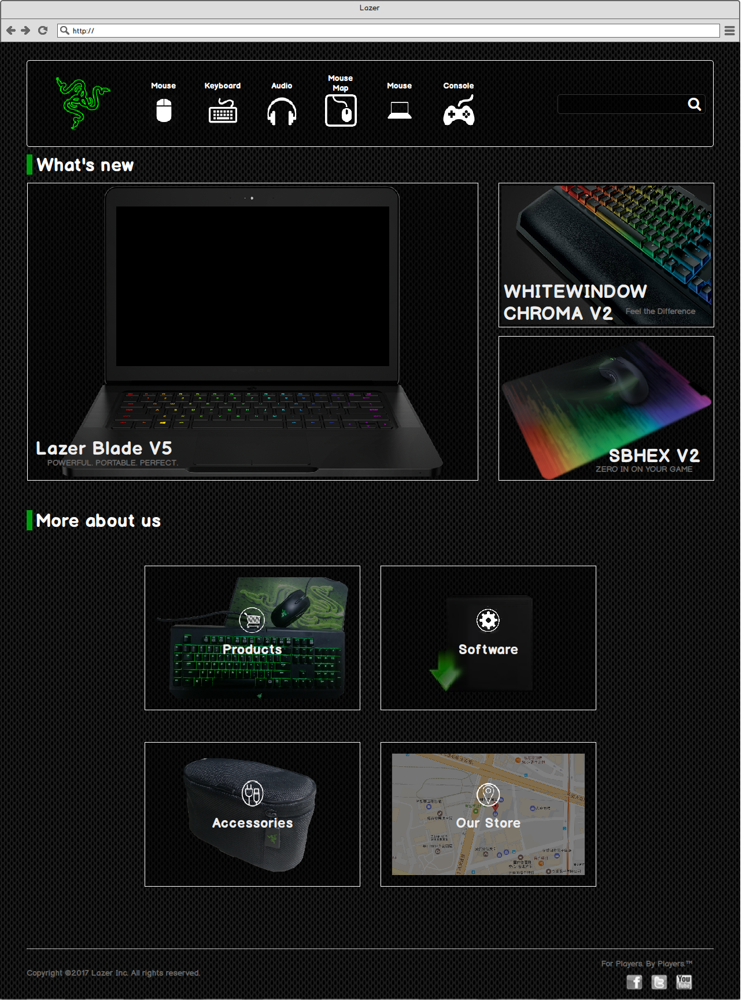 Lazer
http://
Mouse
Keyboard
Audio
Mouse
Map
Mouse
Console
What's new
WHITEWINDOW
CHROMA V2
Feel the Difference
Lazer Blade V5
POWERFUL. PORTABLE. PERFECT.
SBHEX V2
ZERO IN ON YOUR GAME
More about us
Products
Software
Accessories
Our Store
For Players. By Players.™
Copyright ©2017 Lazer Inc. All rights reserved.
You
Tube